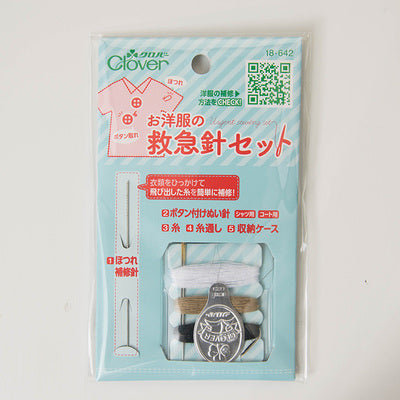 クロバー
Clover
18-642
ほつれ
ボタン取れ
洋服の補修▶
方法をCHECK!
お洋服の
救急針セット
衣類をひっかけて
飛び出した糸を簡単に補修!
2 ボタン付けぬい針 シャツ用 コート用
3 糸 4 糸通し 5 収納ケース
1 ほつれ
補修針
CLOVER